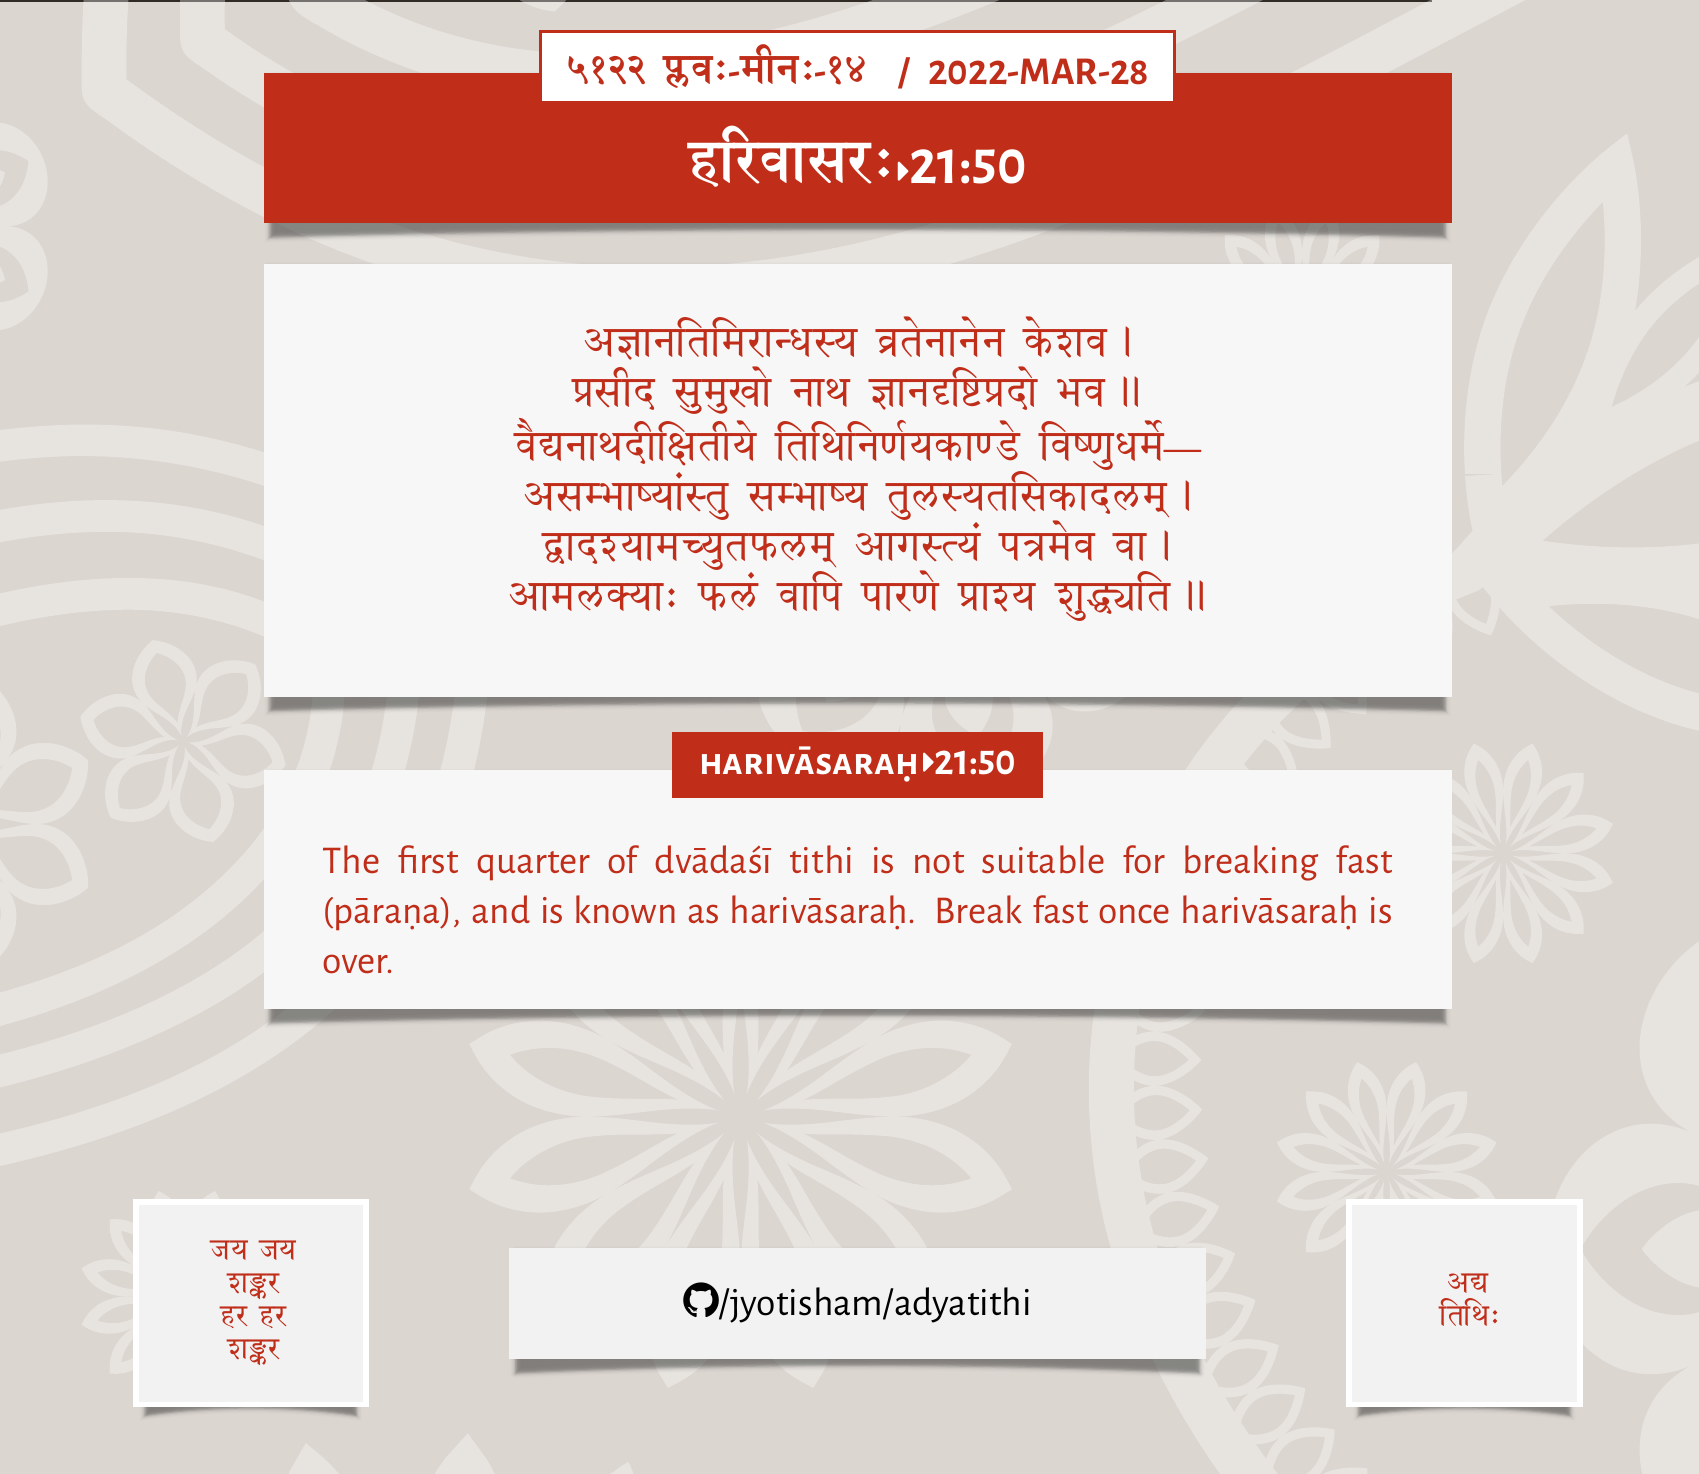 ५१२२ प्लवः-मीनः-१४ / 2022-MAR-28
हरिवासरः▸21:50
अज्ञानतिमिरान्धस्य व्रतेनानेन केशव।
प्रसीद सुमुखो नाथ ज्ञानदृष्टिप्रदो भव॥
वैद्यनाथदीक्षितीये तिथिनिर्णयकाण्डे विष्णुधर्मे—
असम्भाष्यांस्तु सम्भाष्य तुलस्यतसिकादलम्।
द्वादश्यामच्युतफलम् आगस्त्यं पत्रमेव वा।
आमलक्याः फलं वापि पारणे प्राश्य शुद्ध्यति॥
HARIVĀSARAḤ▸21:50
The first quarter of dvādaśī tithi is not suitable for breaking fast
(pāraṇa), and is known as harivāsaraḥ. Break fast once harivāsaraḥ is
over.
जय जय
शङ्कर
हर हर
शङ्कर
/jyotisham/adyatithi
अद्य
तिथिः